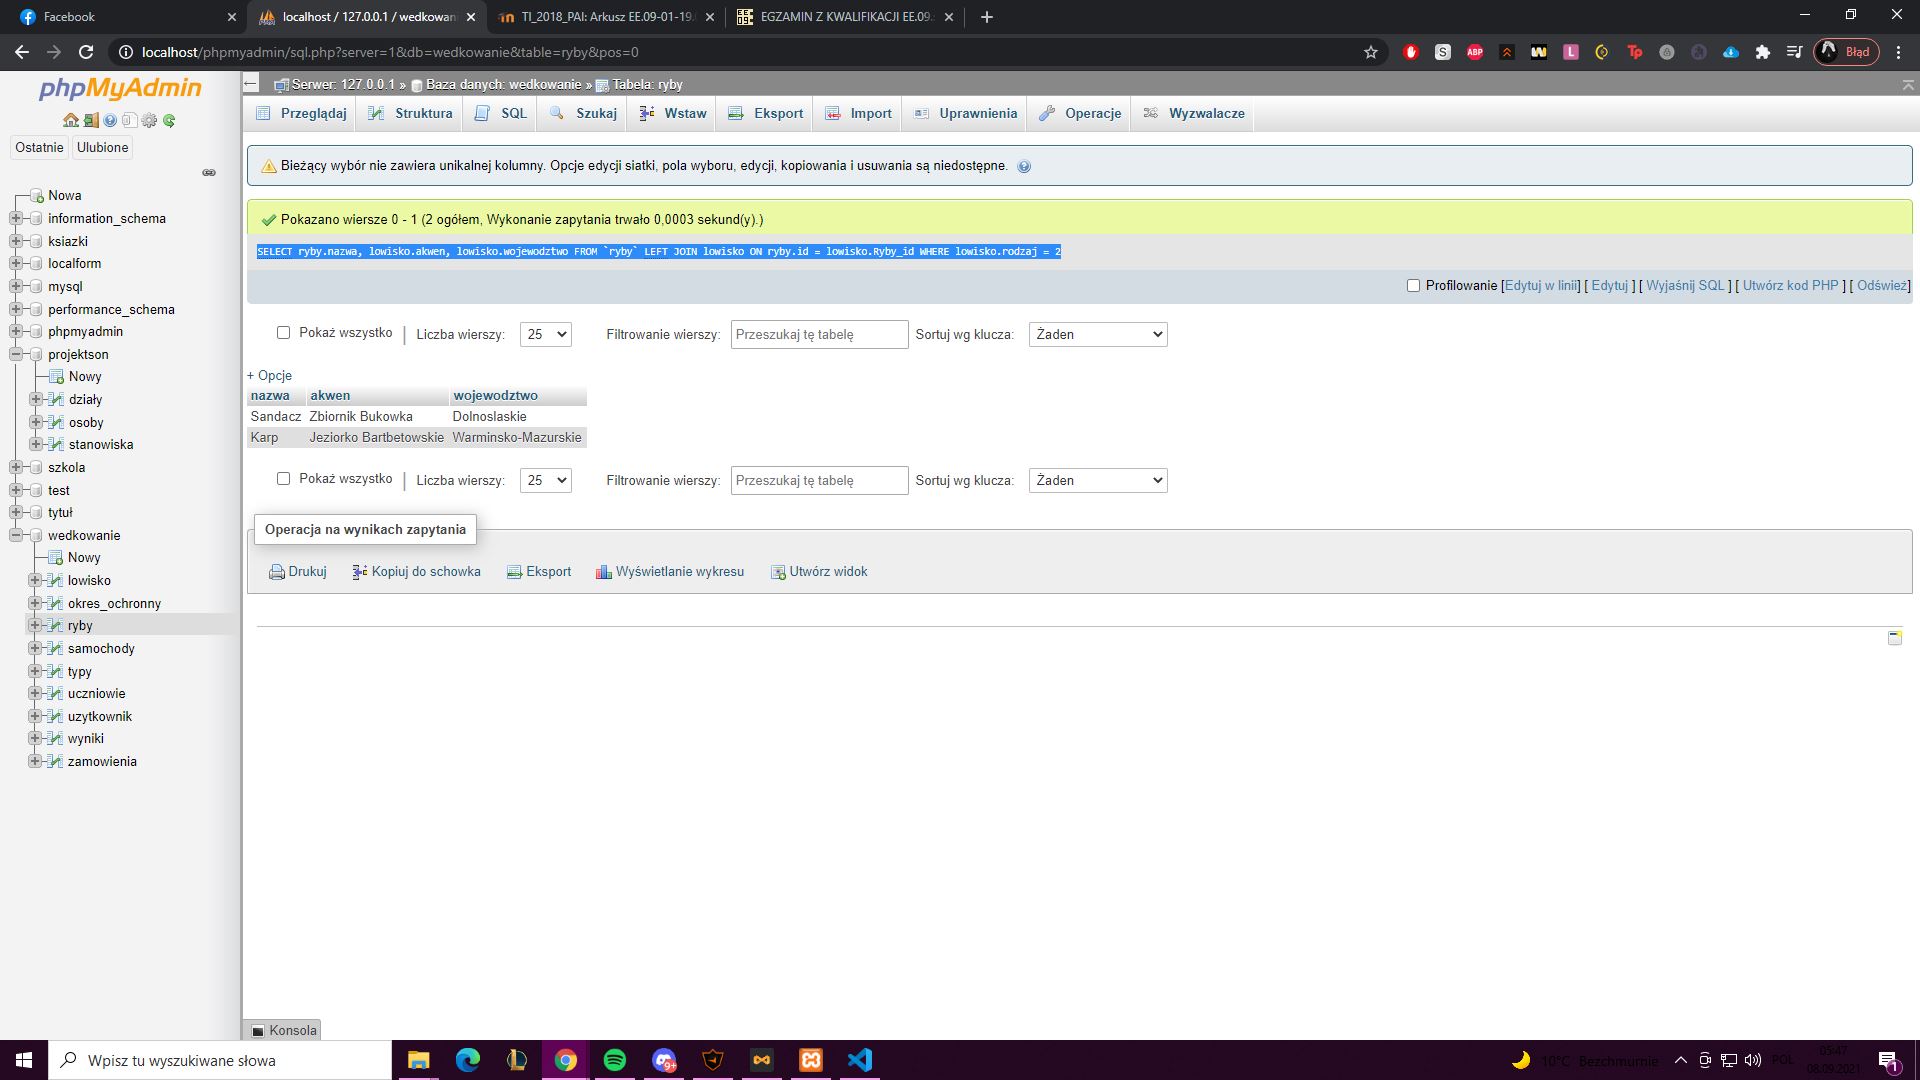 Facebook
localhost / 127.0.0.1 / wedkowani
TI_2018_PAI: Arkusz EE.09-01-19.0
EGZAMIN Z KWALIFIKACJI EE.09.
localhost/phpmyadmin/sql.php?server=1&db=wedkowanie&table=ryby&pos=0
Błąd
phpMyAdmin
Ostatnie
Ulubione
Nowa
information_schema
ksiazki
localform
mysql
performance_schema
phpmyadmin
projektson
Nowy
działy
osoby
stanowiska
szkola
test
tytuł
wedkowanie
Nowy
lowisko
okres_ochronny
ryby
samochody
typy
uczniowie
uzytkownik
wyniki
zamowienia
Serwer: 127.0.0.1 » Baza danych: wedkowanie » Tabela: ryby
Przeglądaj
Struktura
SQL
Szukaj
Wstaw
Eksport
Import
Uprawnienia
Operacje
Wyzwalacze
Bieżący wybór nie zawiera unikalnej kolumny. Opcje edycji siatki, pola wyboru, edycji, kopiowania i usuwania są niedostępne.
Pokazano wiersze 0 - 1 (2 ogółem, Wykonanie zapytania trwało 0,0003 sekund(y).)
SELECT ryby.nazwa, lowisko.akwen, lowisko.wojewodztwo FROM `ryby` LEFT JOIN lowisko ON ryby.id = lowisko.Ryby_id WHERE lowisko.rodzaj = 2
Profilowanie [Edytuj w linii] [ Edytuj ] [ Wyjaśnij SQL ] [ Utwórz kod PHP ] [ Odśwież]
Pokaż wszystko | Liczba wierszy: 25 Filtrowanie wierszy: Przeszukaj tę tabelę Sortuj wg klucza: Żaden
+ Opcje
nazwa akwen wojewodztwo
Sandacz Zbiornik Bukowka Dolnoslaskie
Karp Jeziorko Bartbetowskie Warminsko-Mazurskie
Pokaż wszystko | Liczba wierszy: 25 Filtrowanie wierszy: Przeszukaj tę tabelę Sortuj wg klucza: Żaden
Operacja na wynikach zapytania
Drukuj
Kopiuj do schowka
Eksport
Wyświetlanie wykresu
Utwórz widok
Konsola
Wpisz tu wyszukiwane słowa
10°C Bezchmurnie
POL
05:47
08.09.2021